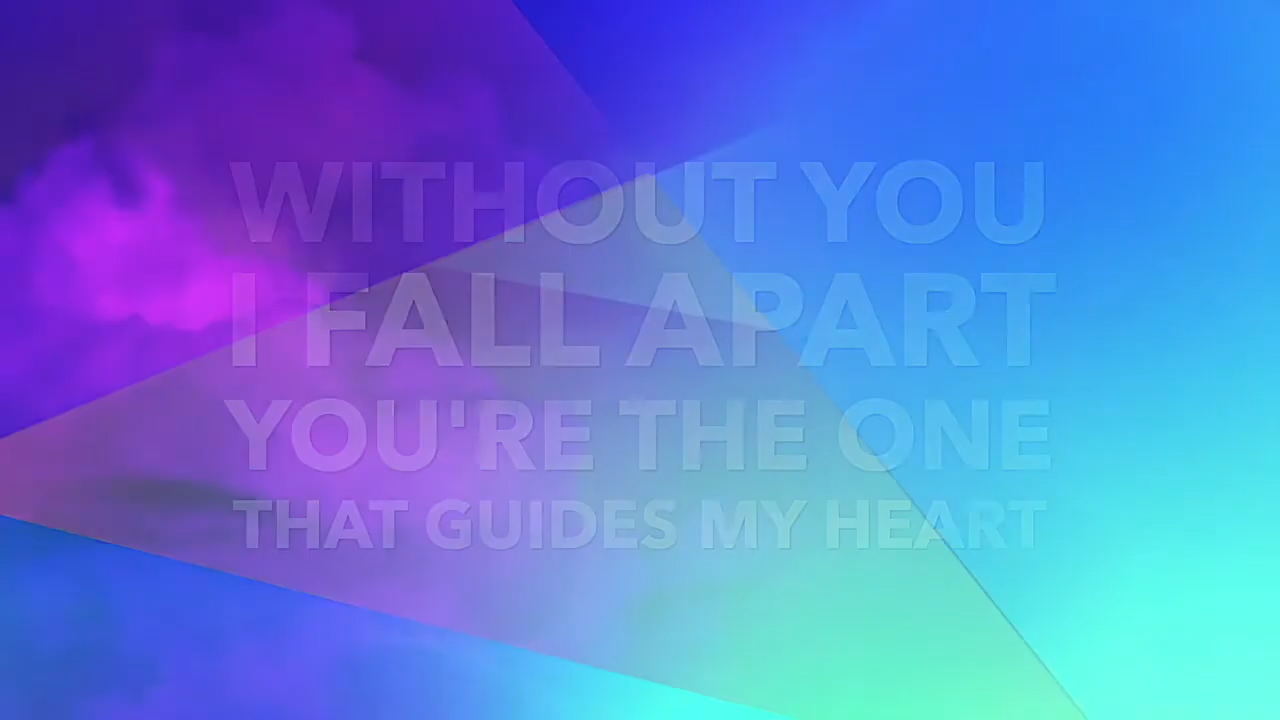 WITHOUT YOU
I FALL APART
YOU'RE THE ONE
THAT GUIDES MY HEART